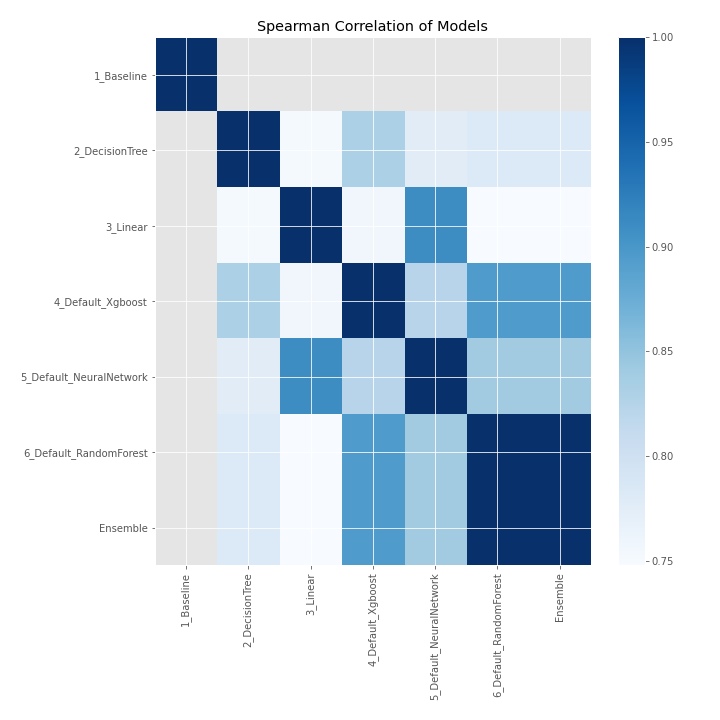 Spearman Correlation of Models
1_Baseline
2_DecisionTree
3_Linear
4_Default_Xgboost
5_Default_NeuralNetwork
6_Default_RandomForest
Ensemble
1_Baseline
2_DecisionTree
3_Linear
4_Default_Xgboost
5_Default_NeuralNetwork
6_Default_RandomForest
Ensemble
1.00
0.95
0.90
0.85
0.80
0.75